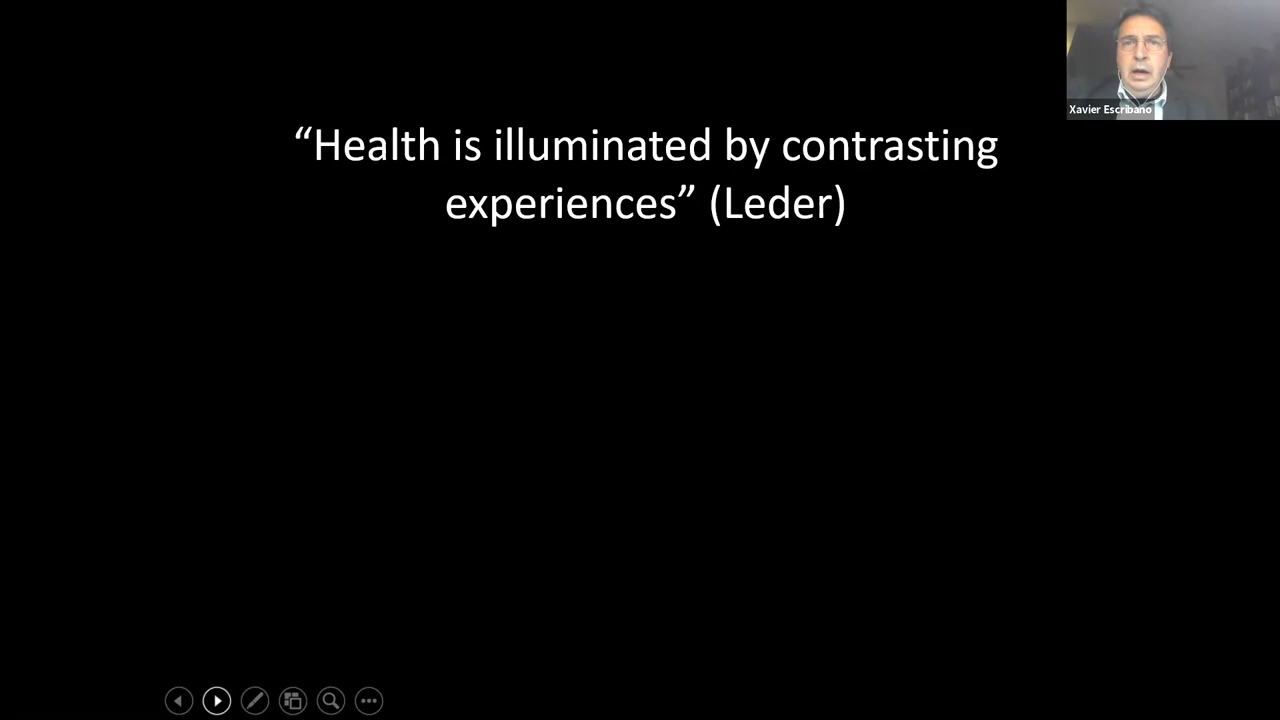 “Health is illuminated by contrasting
experiences” (Leder)
Xavier Escribano